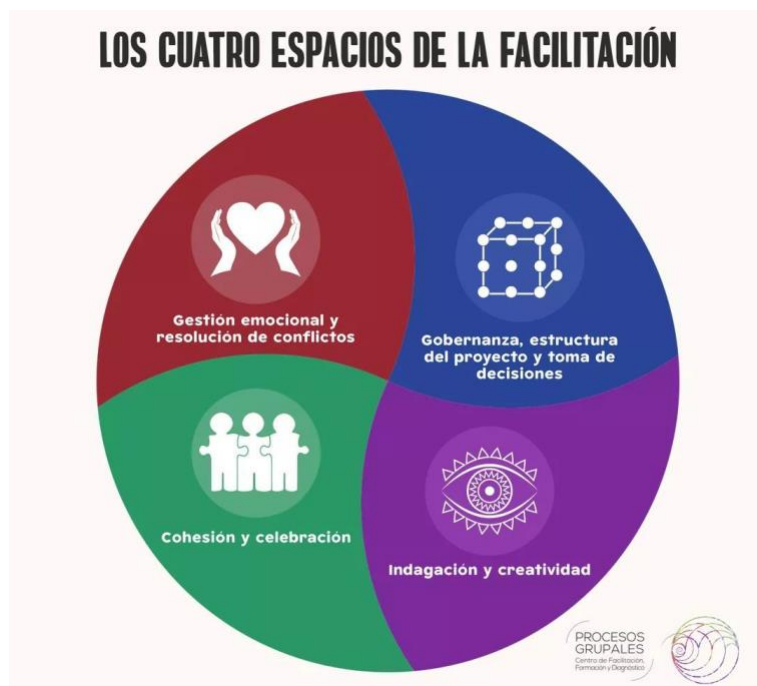 LOS CUATRO ESPACIOS DE LA FACILITACIÓN
Gestión emocional y
resolución de conflictos
Gobernanza, estructura
del proyecto y toma de
decisiones
Cohesión y celebración
Indagación y creatividad
PROCESOS
GRUPALES
Centro de Facilitación,
Formación y Diagnóstico